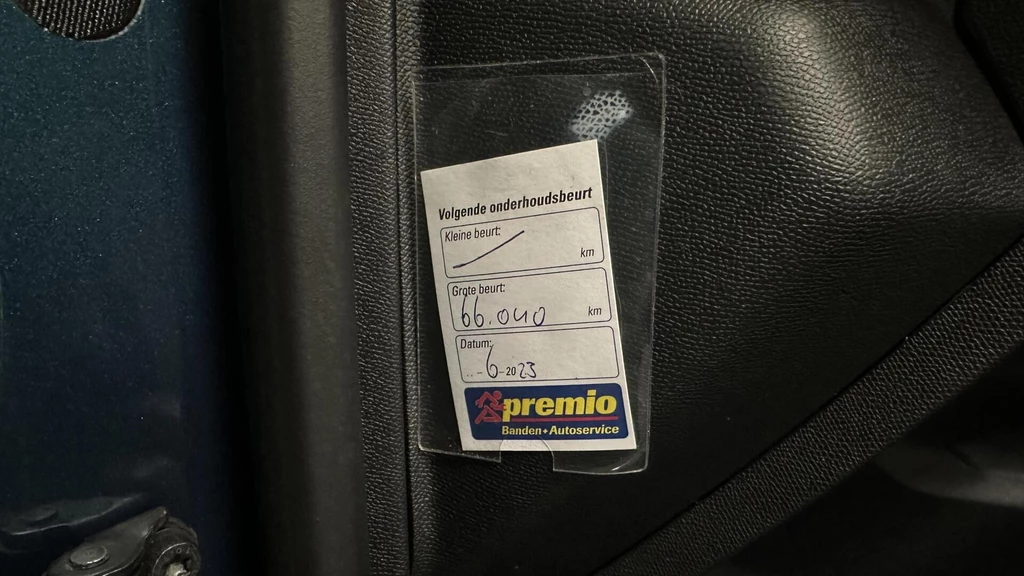 Volgende onderhoudsbeurt
Kleine beurt:
km
Grote beurt:
66.040 km
Datum:
..-6-2023
premio
Banden+Autoservice